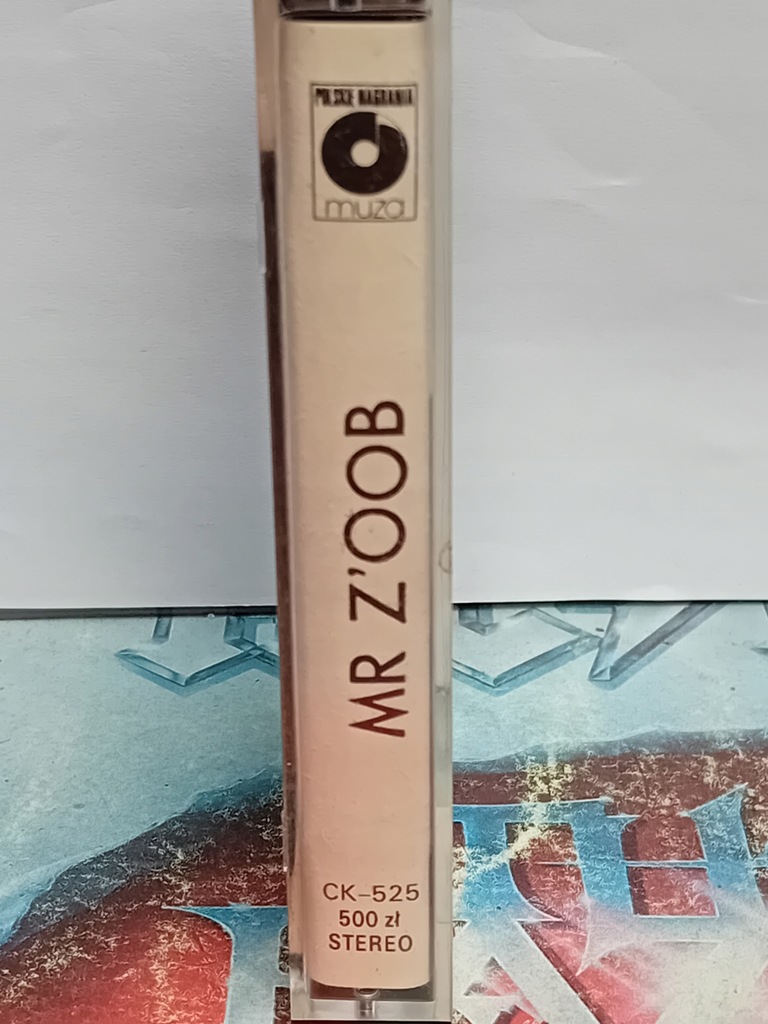 POLSKIE NAGRANIA
muza
MR Z'OOB
CK-525
500 zł
STEREO